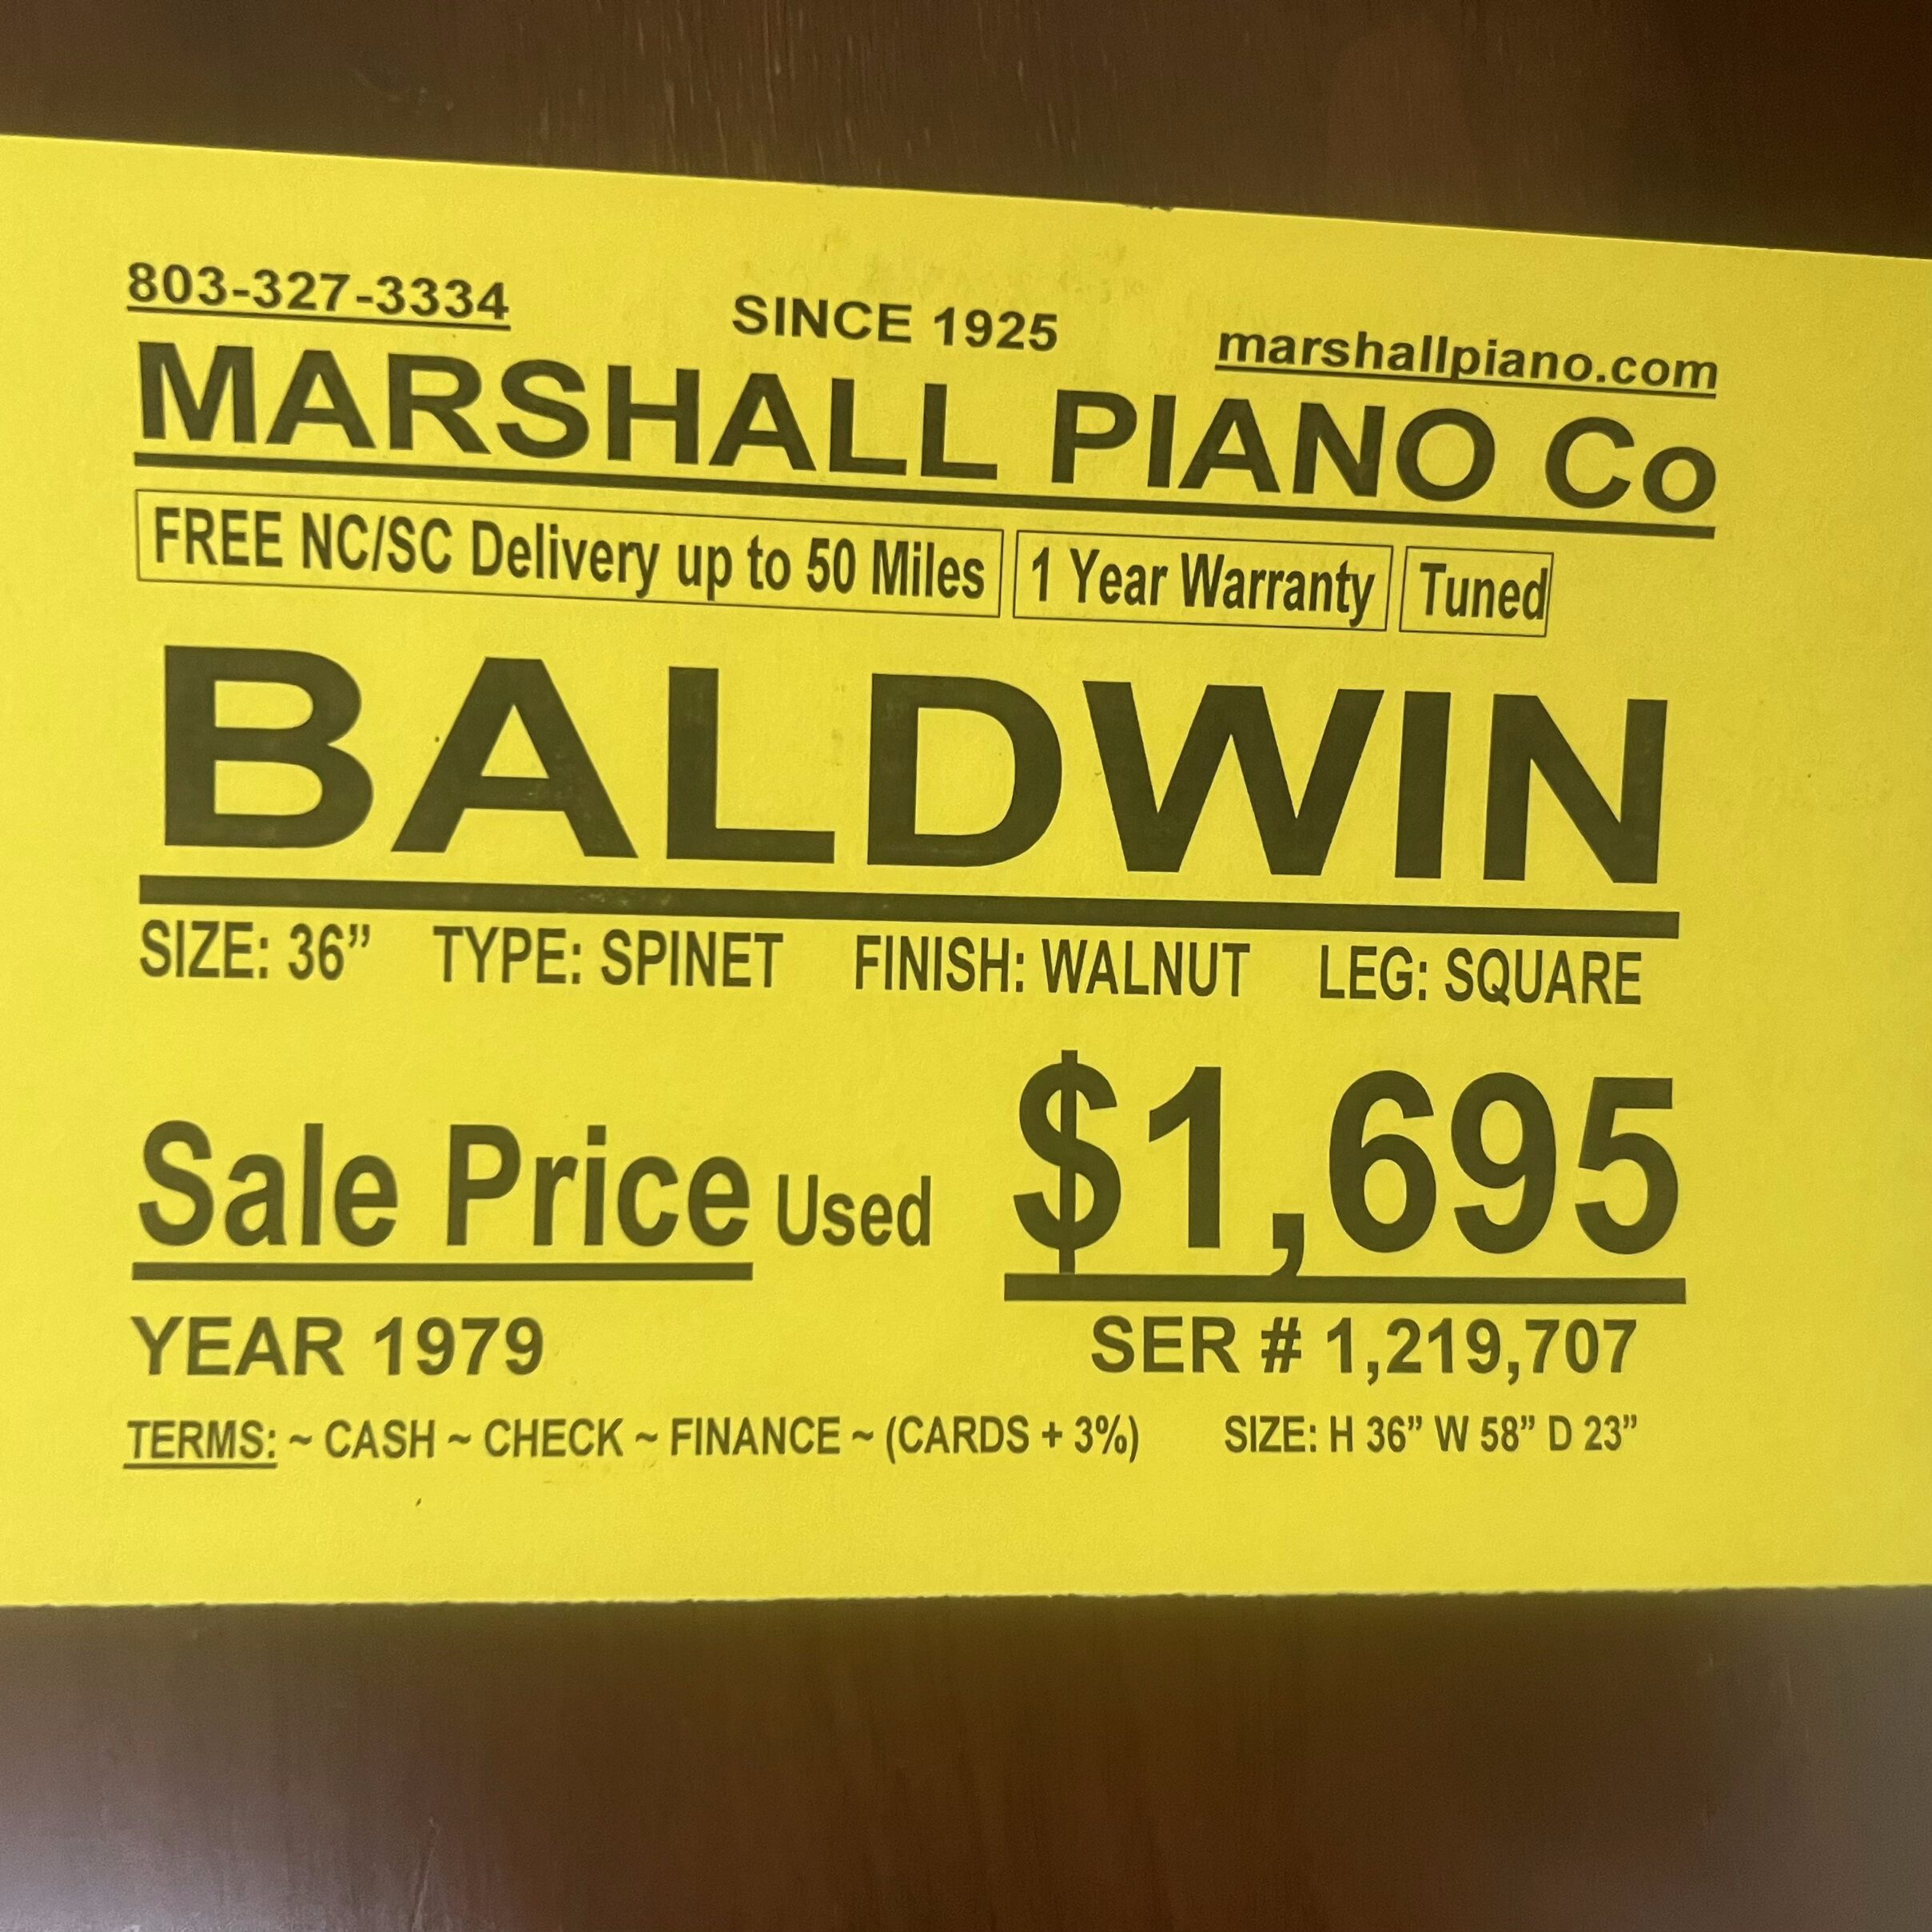 803-327-3334 SINCE 1925 marshallpiano.com
MARSHALL PIANO Co
FREE NC/SC Delivery up to 50 Miles 1 Year Warranty Tuned
BALDWIN
SIZE: 36” TYPE: SPINET FINISH: WALNUT LEG: SQUARE
Sale Price Used $1,695
YEAR 1979 SER # 1,219,707
TERMS: ~ CASH ~ CHECK ~ FINANCE ~ (CARDS + 3%) SIZE: H 36” W 58” D 23”